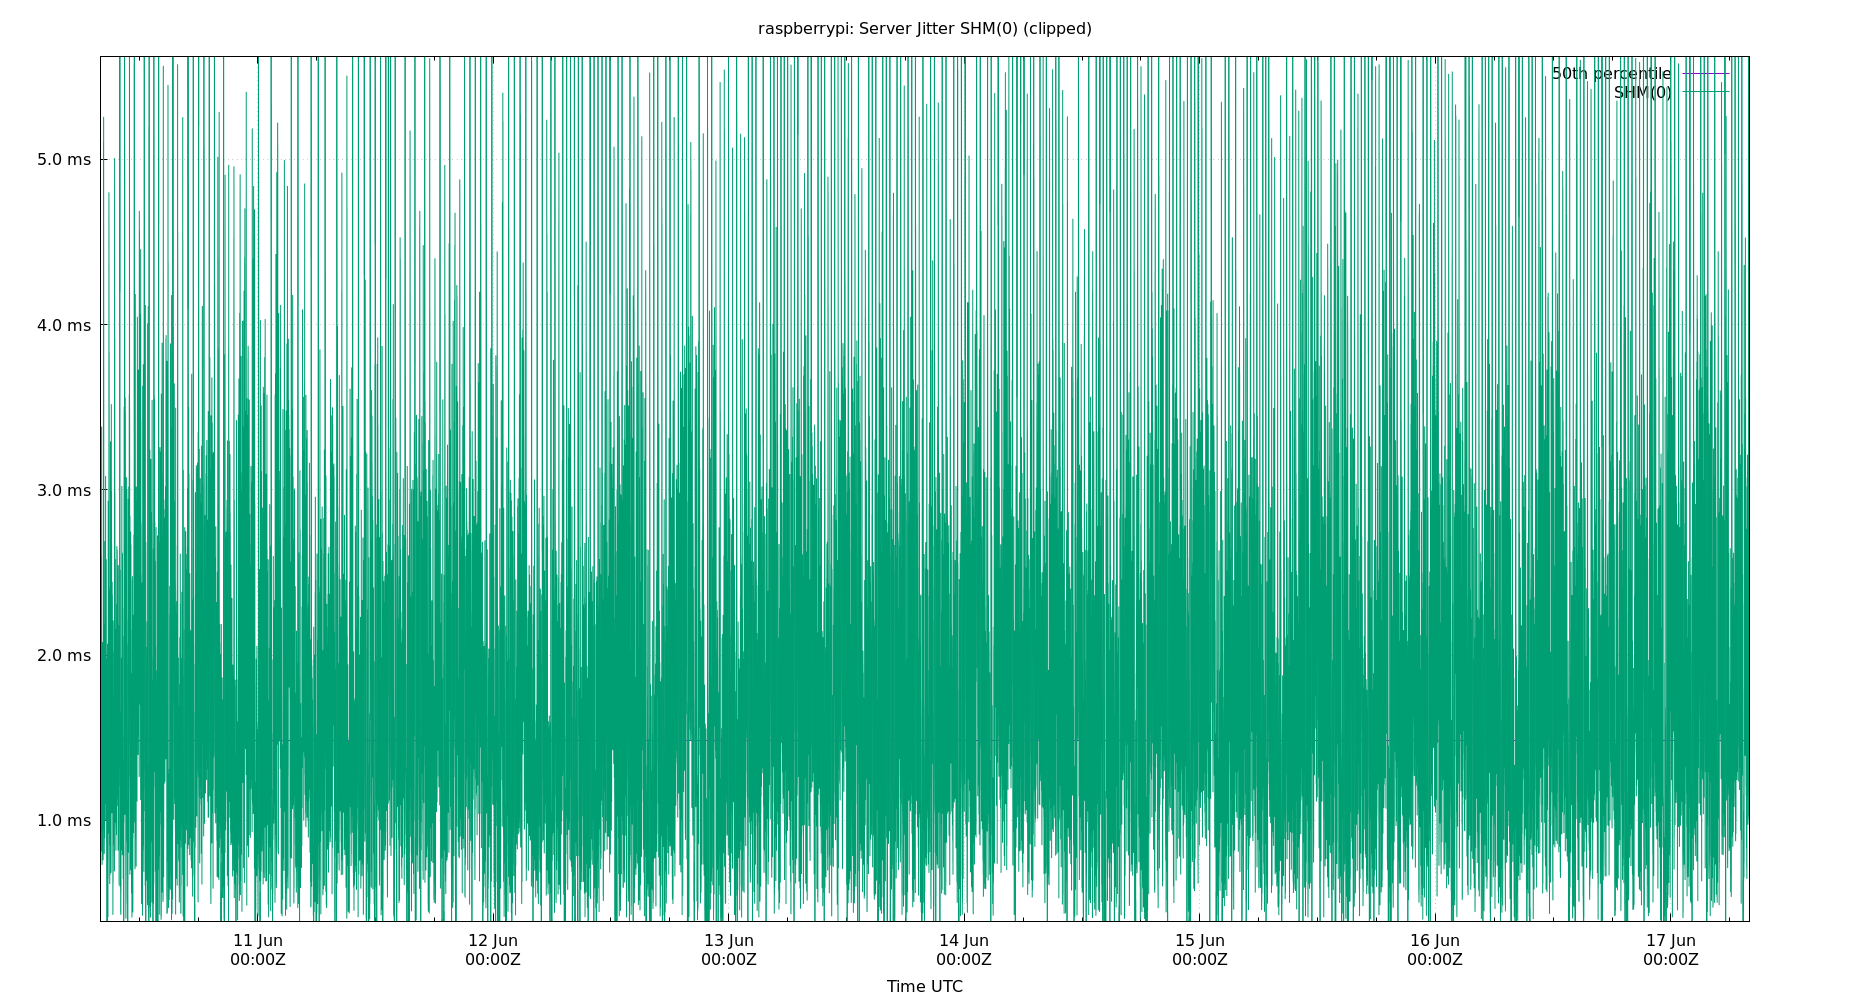 raspberrypi: Server Jitter SHM(0) (clipped)
50th percentile
SHM(0)
5.0 ms
4.0 ms
3.0 ms
2.0 ms
1.0 ms
11 Jun 12 Jun 13 Jun 14 Jun 15 Jun 16 Jun 17 Jun
00:00Z 00:00Z 00:00Z 00:00Z 00:00Z 00:00Z 00:00Z
Time UTC